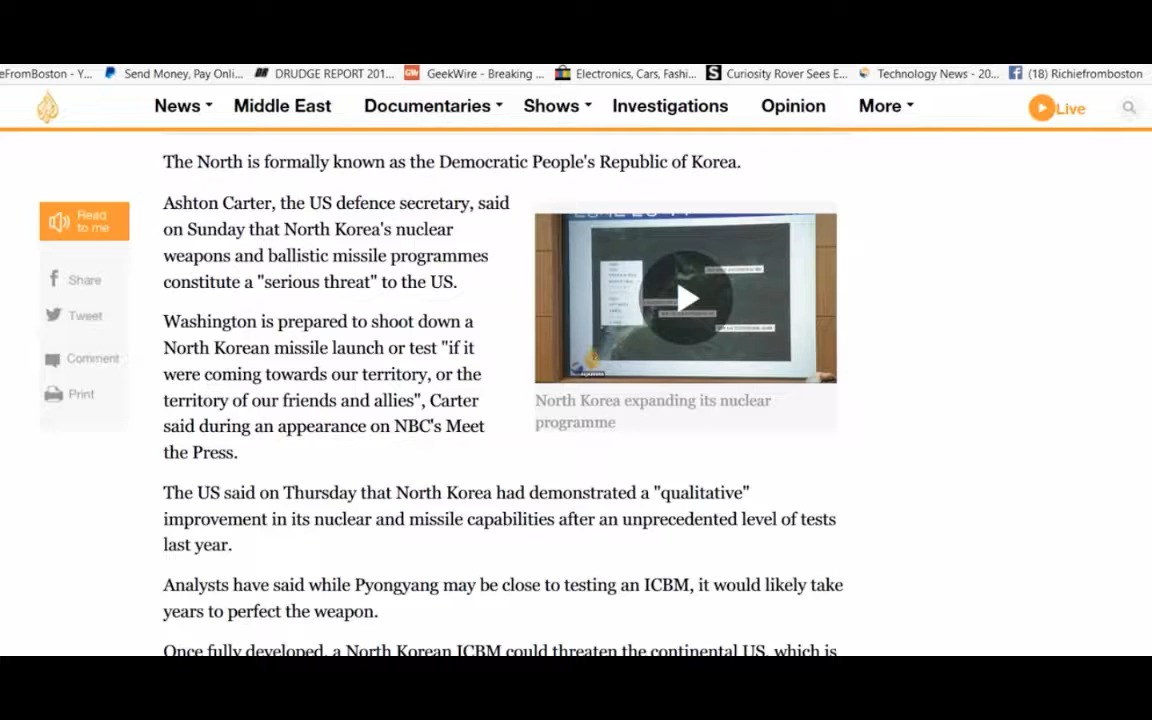 eFromBoston - Y...
Send Money, Pay Onli...
DRUDGE REPORT 201...
GW
GeekWire - Breaking ...
Electronics, Cars, Fashi...
S
Curiosity Rover Sees E...
Technology News - 20...
(18) Richiefromboston
News
Middle East
Documentaries
Shows
Investigations
Opinion
More
Live
The North is formally known as the Democratic People's Republic of Korea.
Read
to me
Share
Tweet
Comment
Print
Ashton Carter, the US defence secretary, said
on Sunday that North Korea's nuclear
weapons and ballistic missile programmes
constitute a "serious threat" to the US.
Washington is prepared to shoot down a
North Korean missile launch or test "if it
were coming towards our territory, or the
territory of our friends and allies", Carter
said during an appearance on NBC's Meet
the Press.
North Korea expanding its nuclear
programme
The US said on Thursday that North Korea had demonstrated a "qualitative"
improvement in its nuclear and missile capabilities after an unprecedented level of tests
last year.
Analysts have said while Pyongyang may be close to testing an ICBM, it would likely take
years to perfect the weapon.
Once fully developed, a North Korean ICBM could threaten the continental US, which is